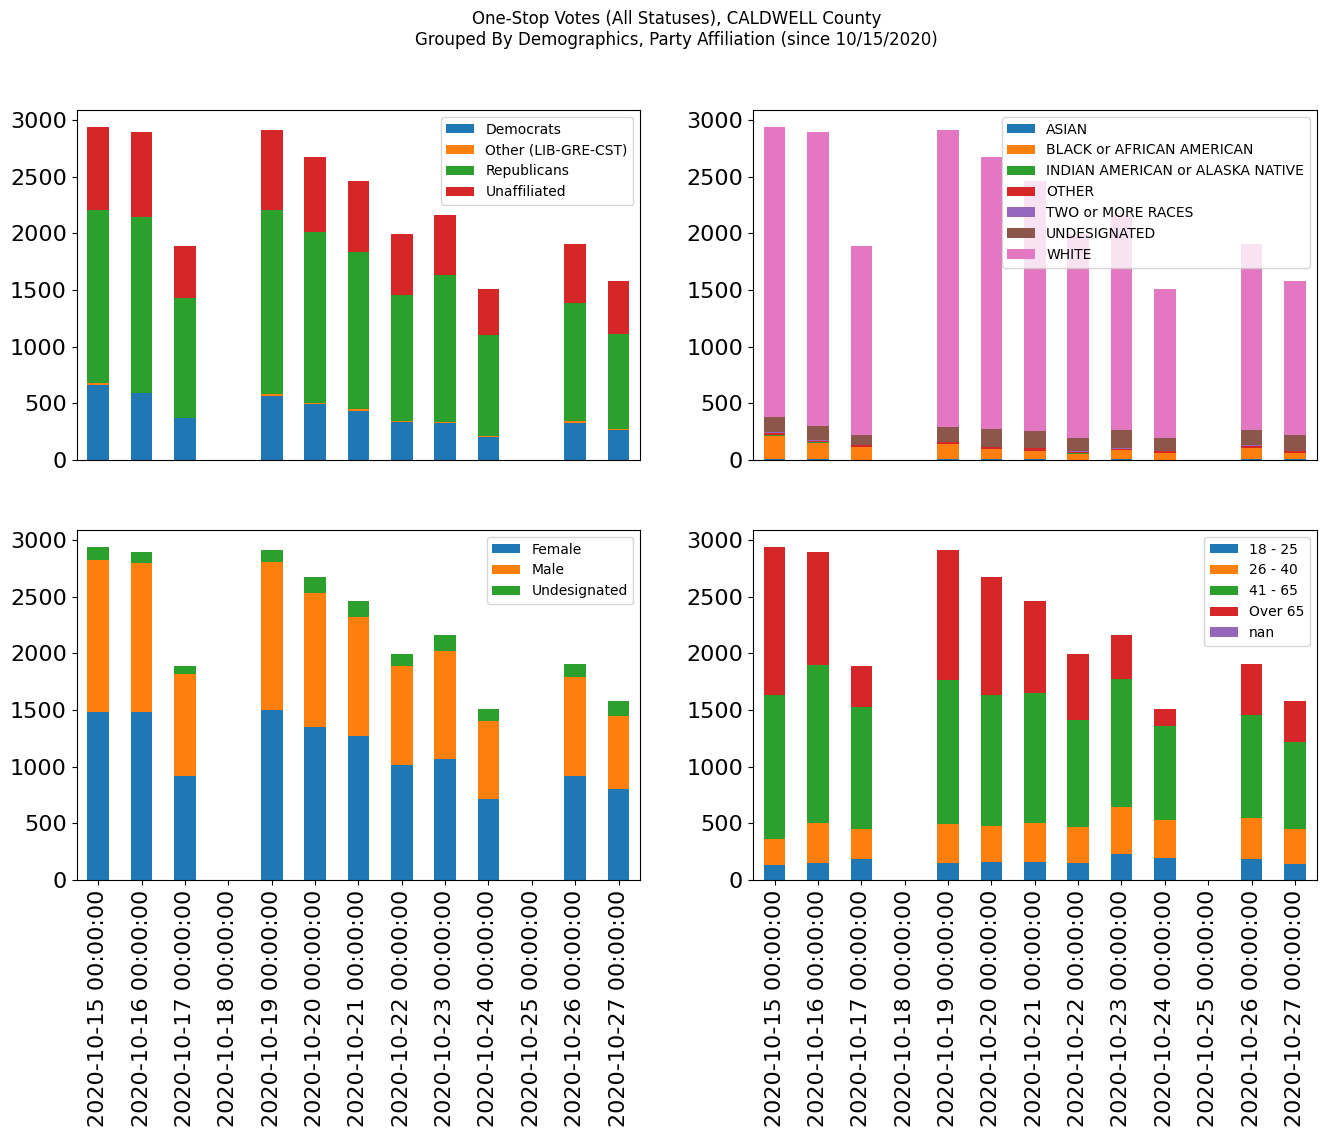 One-Stop Votes (All Statuses), CALDWELL County
Grouped By Demographics, Party Affiliation (since 10/15/2020)
3000
2500
2000
1500
1000
500
0
Democrats
Other (LIB-GRE-CST)
Republicans
Unaffiliated
3000
2500
2000
1500
1000
500
0
ASIAN
BLACK or AFRICAN AMERICAN
INDIAN AMERICAN or ALASKA NATIVE
OTHER
TWO or MORE RACES
UNDESIGNATED
WHITE
3000
2500
2000
1500
1000
500
0
Female
Male
Undesignated
2020-10-15 00:00:00
2020-10-16 00:00:00
2020-10-17 00:00:00
2020-10-18 00:00:00
2020-10-19 00:00:00
2020-10-20 00:00:00
2020-10-21 00:00:00
2020-10-22 00:00:00
2020-10-23 00:00:00
2020-10-24 00:00:00
2020-10-25 00:00:00
2020-10-26 00:00:00
2020-10-27 00:00:00
3000
2500
2000
1500
1000
500
0
18 - 25
26 - 40
41 - 65
Over 65
nan
2020-10-15 00:00:00
2020-10-16 00:00:00
2020-10-17 00:00:00
2020-10-18 00:00:00
2020-10-19 00:00:00
2020-10-20 00:00:00
2020-10-21 00:00:00
2020-10-22 00:00:00
2020-10-23 00:00:00
2020-10-24 00:00:00
2020-10-25 00:00:00
2020-10-26 00:00:00
2020-10-27 00:00:00